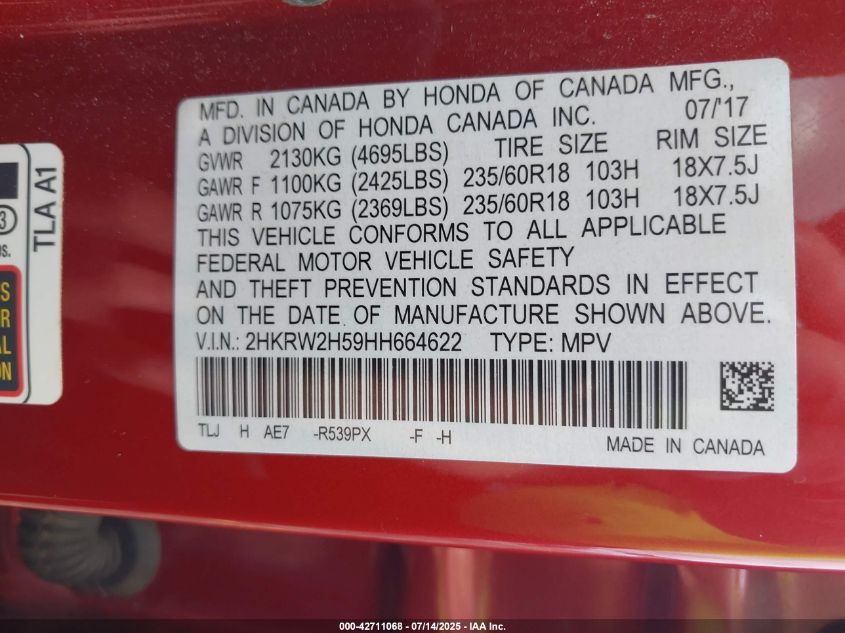 MFD. IN CANADA BY HONDA OF CANADA MFG.,
A DIVISION OF HONDA CANADA INC. 07/'17
GVWR 2130KG (4695LBS) TIRE SIZE RIM SIZE
GAWR F 1100KG (2425LBS) 235/60R18 103H 18X7.5J
GAWR R 1075KG (2369LBS) 235/60R18 103H 18X7.5J
THIS VEHICLE CONFORMS TO ALL APPLICABLE
FEDERAL MOTOR VEHICLE SAFETY
AND THEFT PREVENTION STANDARDS IN EFFECT
ON THE DATE OF MANUFACTURE SHOWN ABOVE.
V.I.N.: 2HKRW2H59HH664622 TYPE: MPV
TLJ H AE7 -R539PX -F -H
MADE IN CANADA
TLA A1
000-42711068 - 07/14/2025 - IAA Inc.